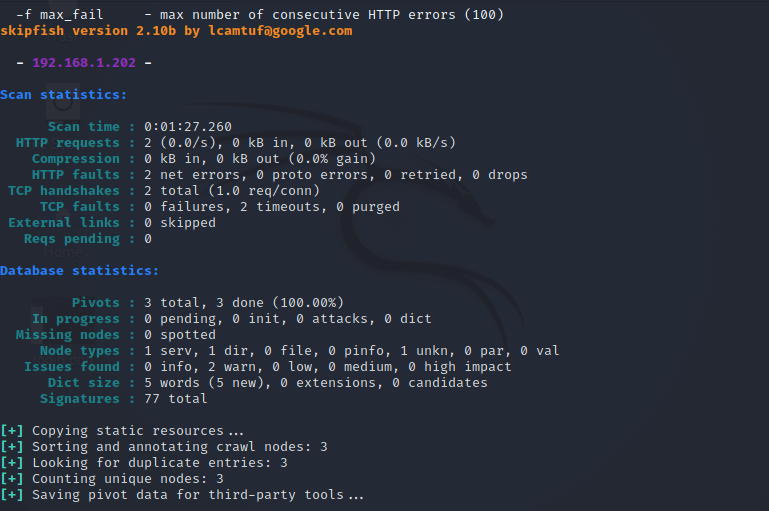 -f max_fail - max number of consecutive HTTP errors (100)
skipfish version 2.10b by lcamtuf@google.com
- 192.168.1.202 -
Scan statistics:
Scan time : 0:01:27.260
HTTP requests : 2 (0.0/s), 0 kB in, 0 kB out (0.0 kB/s)
Compression : 0 kB in, 0 kB out (0.0% gain)
HTTP faults : 2 net errors, 0 proto errors, 0 retried, 0 drops
TCP handshakes : 2 total (1.0 req/conn)
TCP faults : 0 failures, 2 timeouts, 0 purged
External links : 0 skipped
Reqs pending : 0
Database statistics:
Pivots : 3 total, 3 done (100.00%)
In progress : 0 pending, 0 init, 0 attacks, 0 dict
Missing nodes : 0 spotted
Node types : 1 serv, 1 dir, 0 file, 0 pinfo, 1 unkn, 0 par, 0 val
Issues found : 0 info, 2 warn, 0 low, 0 medium, 0 high impact
Dict size : 5 words (5 new), 0 extensions, 0 candidates
Signatures : 77 total
[+] Copying static resources...
[+] Sorting and annotating crawl nodes: 3
[+] Looking for duplicate entries: 3
[+] Counting unique nodes: 3
[+] Saving pivot data for third-party tools...